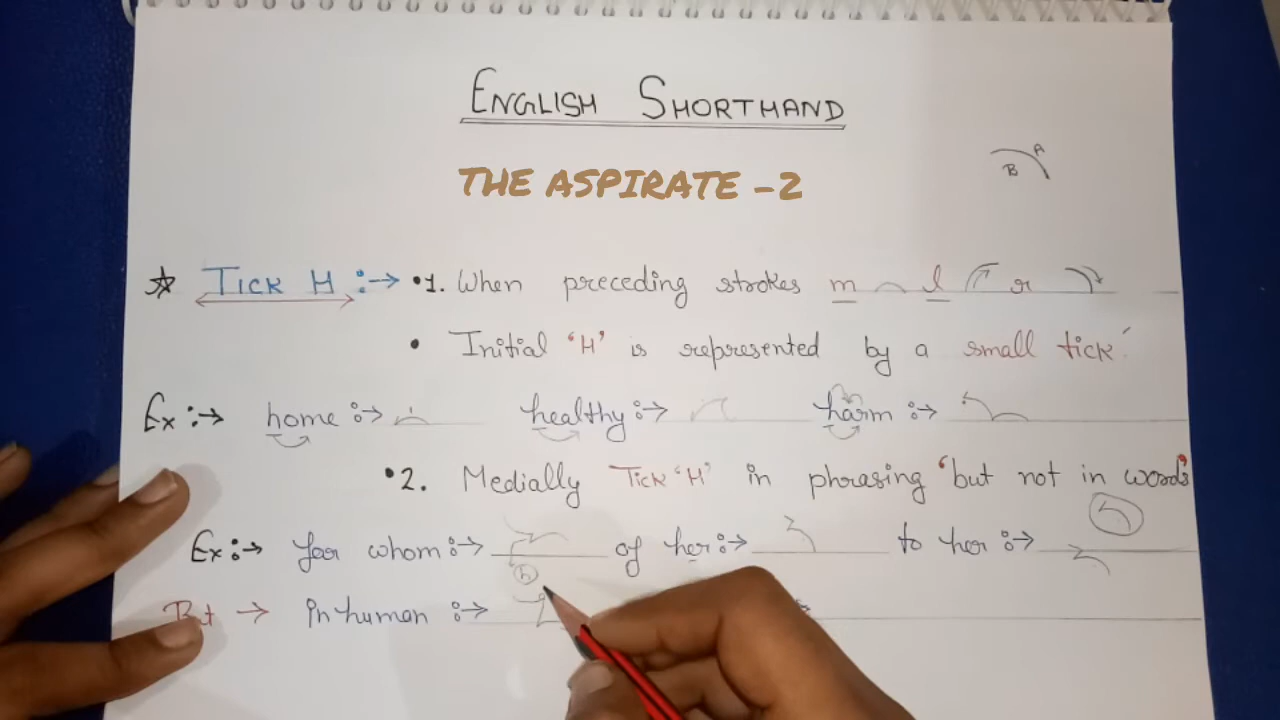 ENGLISH SHORTHAND
THE ASPIRATE -2
A
B
☆ TICK H :→ •1. When preceding strokes m l r
• Initial 'H' is represented by a small tick.
Ex :→ home :→ healthy :→ harm :→
•2. Medially TICK 'H' in phrasing 'but not in words'
Ex :→ for whom :→ of her :→ to her :→
h
But → inhuman :→